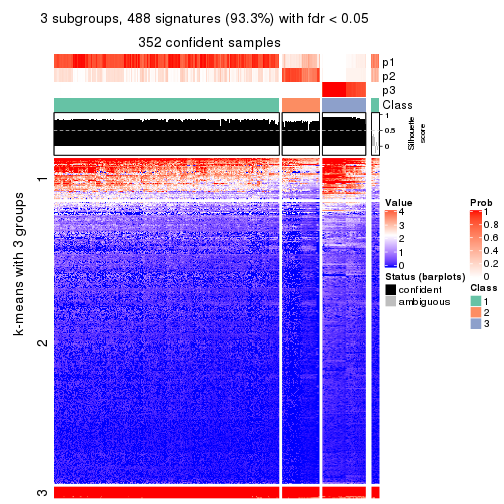 3 subgroups, 488 signatures (93.3%) with fdr < 0.05
352 confident samples
p1
p2
p3
Class
1
0.5
0
Silhouette
score
k-means with 3 groups
1
2
3
Value
4
3
2
1
0
Status (barplots)
confident
ambiguous
Prob
1
0.8
0.6
0.4
0.2
0
Class
1
2
3